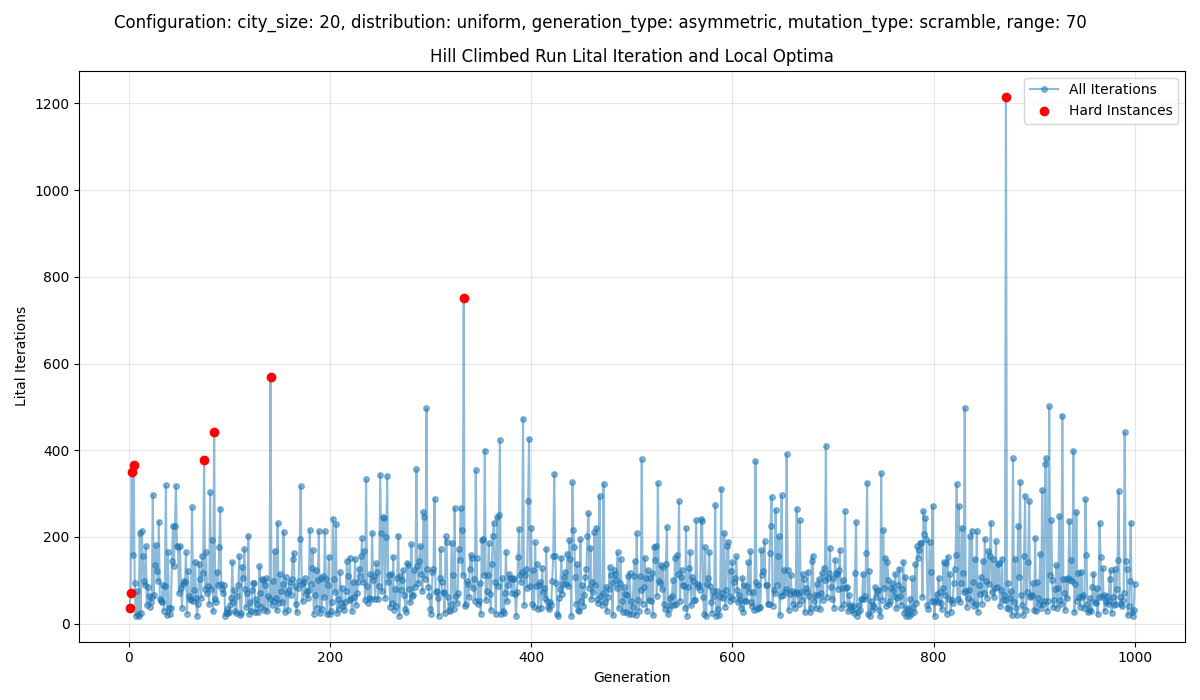 Configuration: city_size: 20, distribution: uniform, generation_type: asymmetric, mutation_type: scramble, range: 70
Hill Climbed Run Lital Iteration and Local Optima
All Iterations
Hard Instances
Lital Iterations
1200
1000
800
600
400
200
0
0 200 400 600 800 1000
Generation